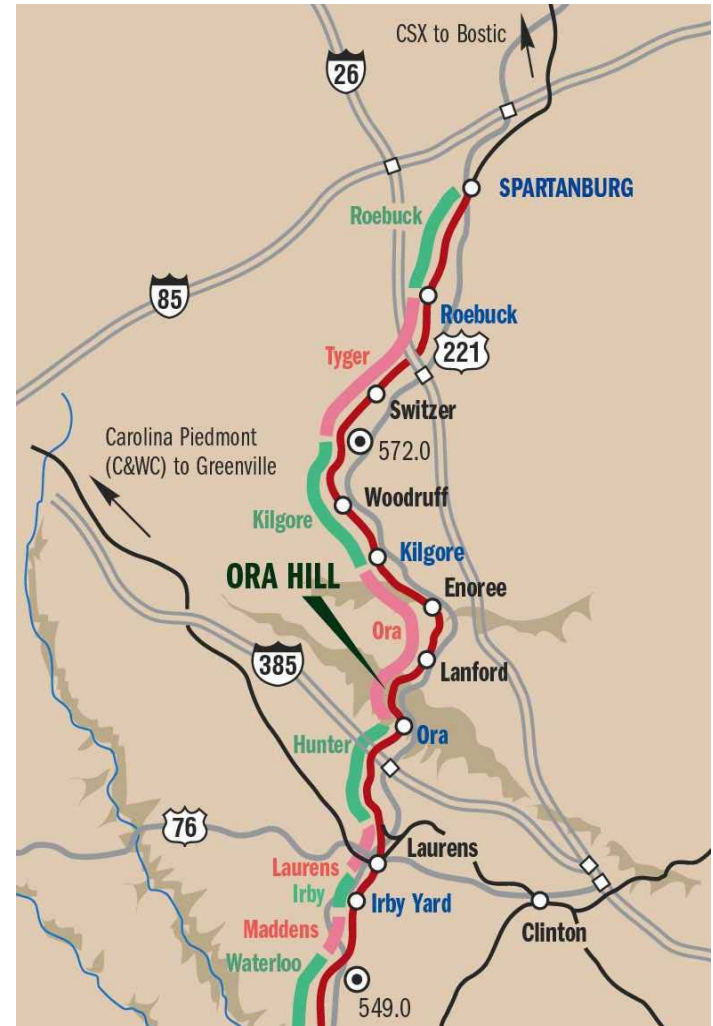 CSX to Bostic
26
SPARTANBURG
Roebuck
85
Roebuck
221
Tyger
Switzer
Carolina Piedmont
(C&WC) to Greenville
572.0
Woodruff
Kilgore
Kilgore
ORA HILL
Enoree
Ora
385
Lanford
Hunter
Ora
76
Laurens
Laurens
Irby
Irby Yard
Maddens
Clinton
Waterloo
549.0